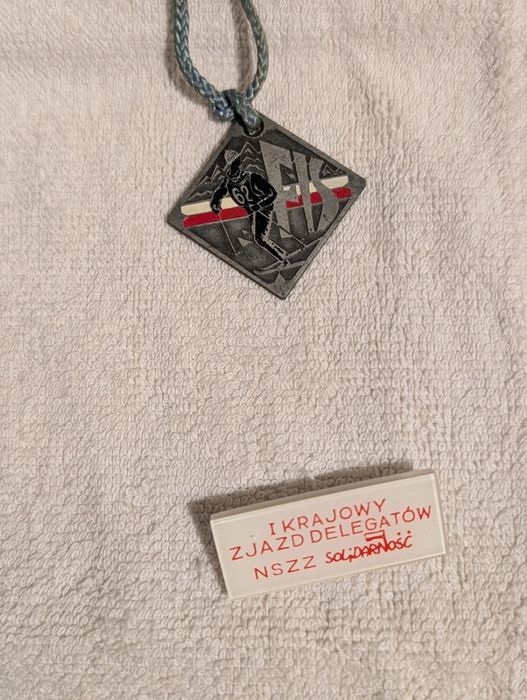 FIS
62
I KRAJOWY
ZJAZD DELEGATÓW
NSZZ SOLIDARNOŚĆ